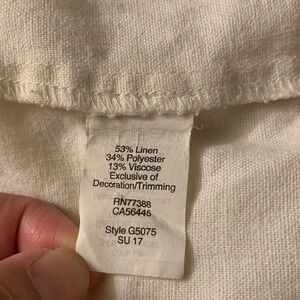 53% Linen
34% Polyester
13% Viscose
Exclusive of
Decoration/Trimming
RN77388
CA56445
Style G5075
SU 17